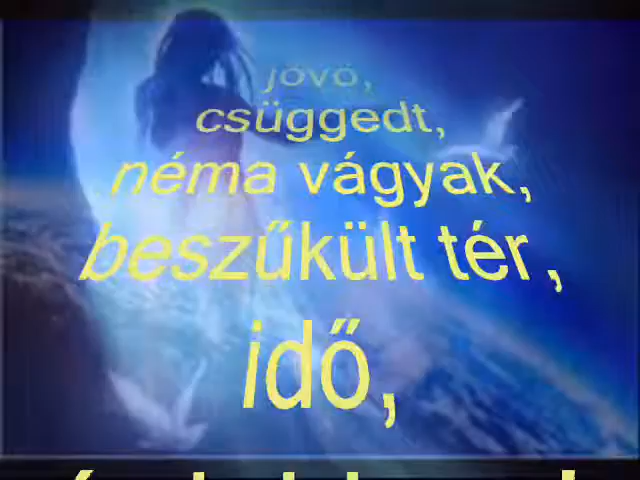 jövő,
csüggedt,
néma vágyak,
beszűkült tér,
idő,